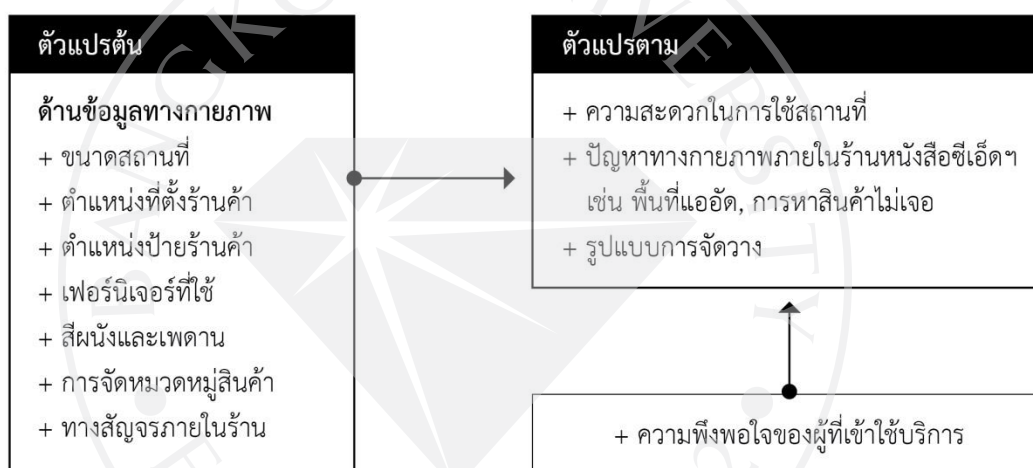 ตัวแปรต้น
ด้านข้อมูลทางกายภาพ
+ ขนาดสถานที่
+ ตำแหน่งที่ตั้งร้านค้า
+ ตำแหน่งป้ายร้านค้า
+ เฟอร์นิเจอร์ที่ใช้
+ สีผนังและเพดาน
+ การจัดหมวดหมู่สินค้า
+ ทางสัญจรภายในร้าน
ตัวแปรตาม
+ ความสะดวกในการใช้สถานที่
+ ปัญหาทางกายภาพภายในร้านหนังสือซีเอ็ดฯ
เช่น พื้นที่แออัด, การหาสินค้าไม่เจอ
+ รูปแบบการจัดวาง
+ ความพึงพอใจของผู้ที่เข้าใช้บริการ